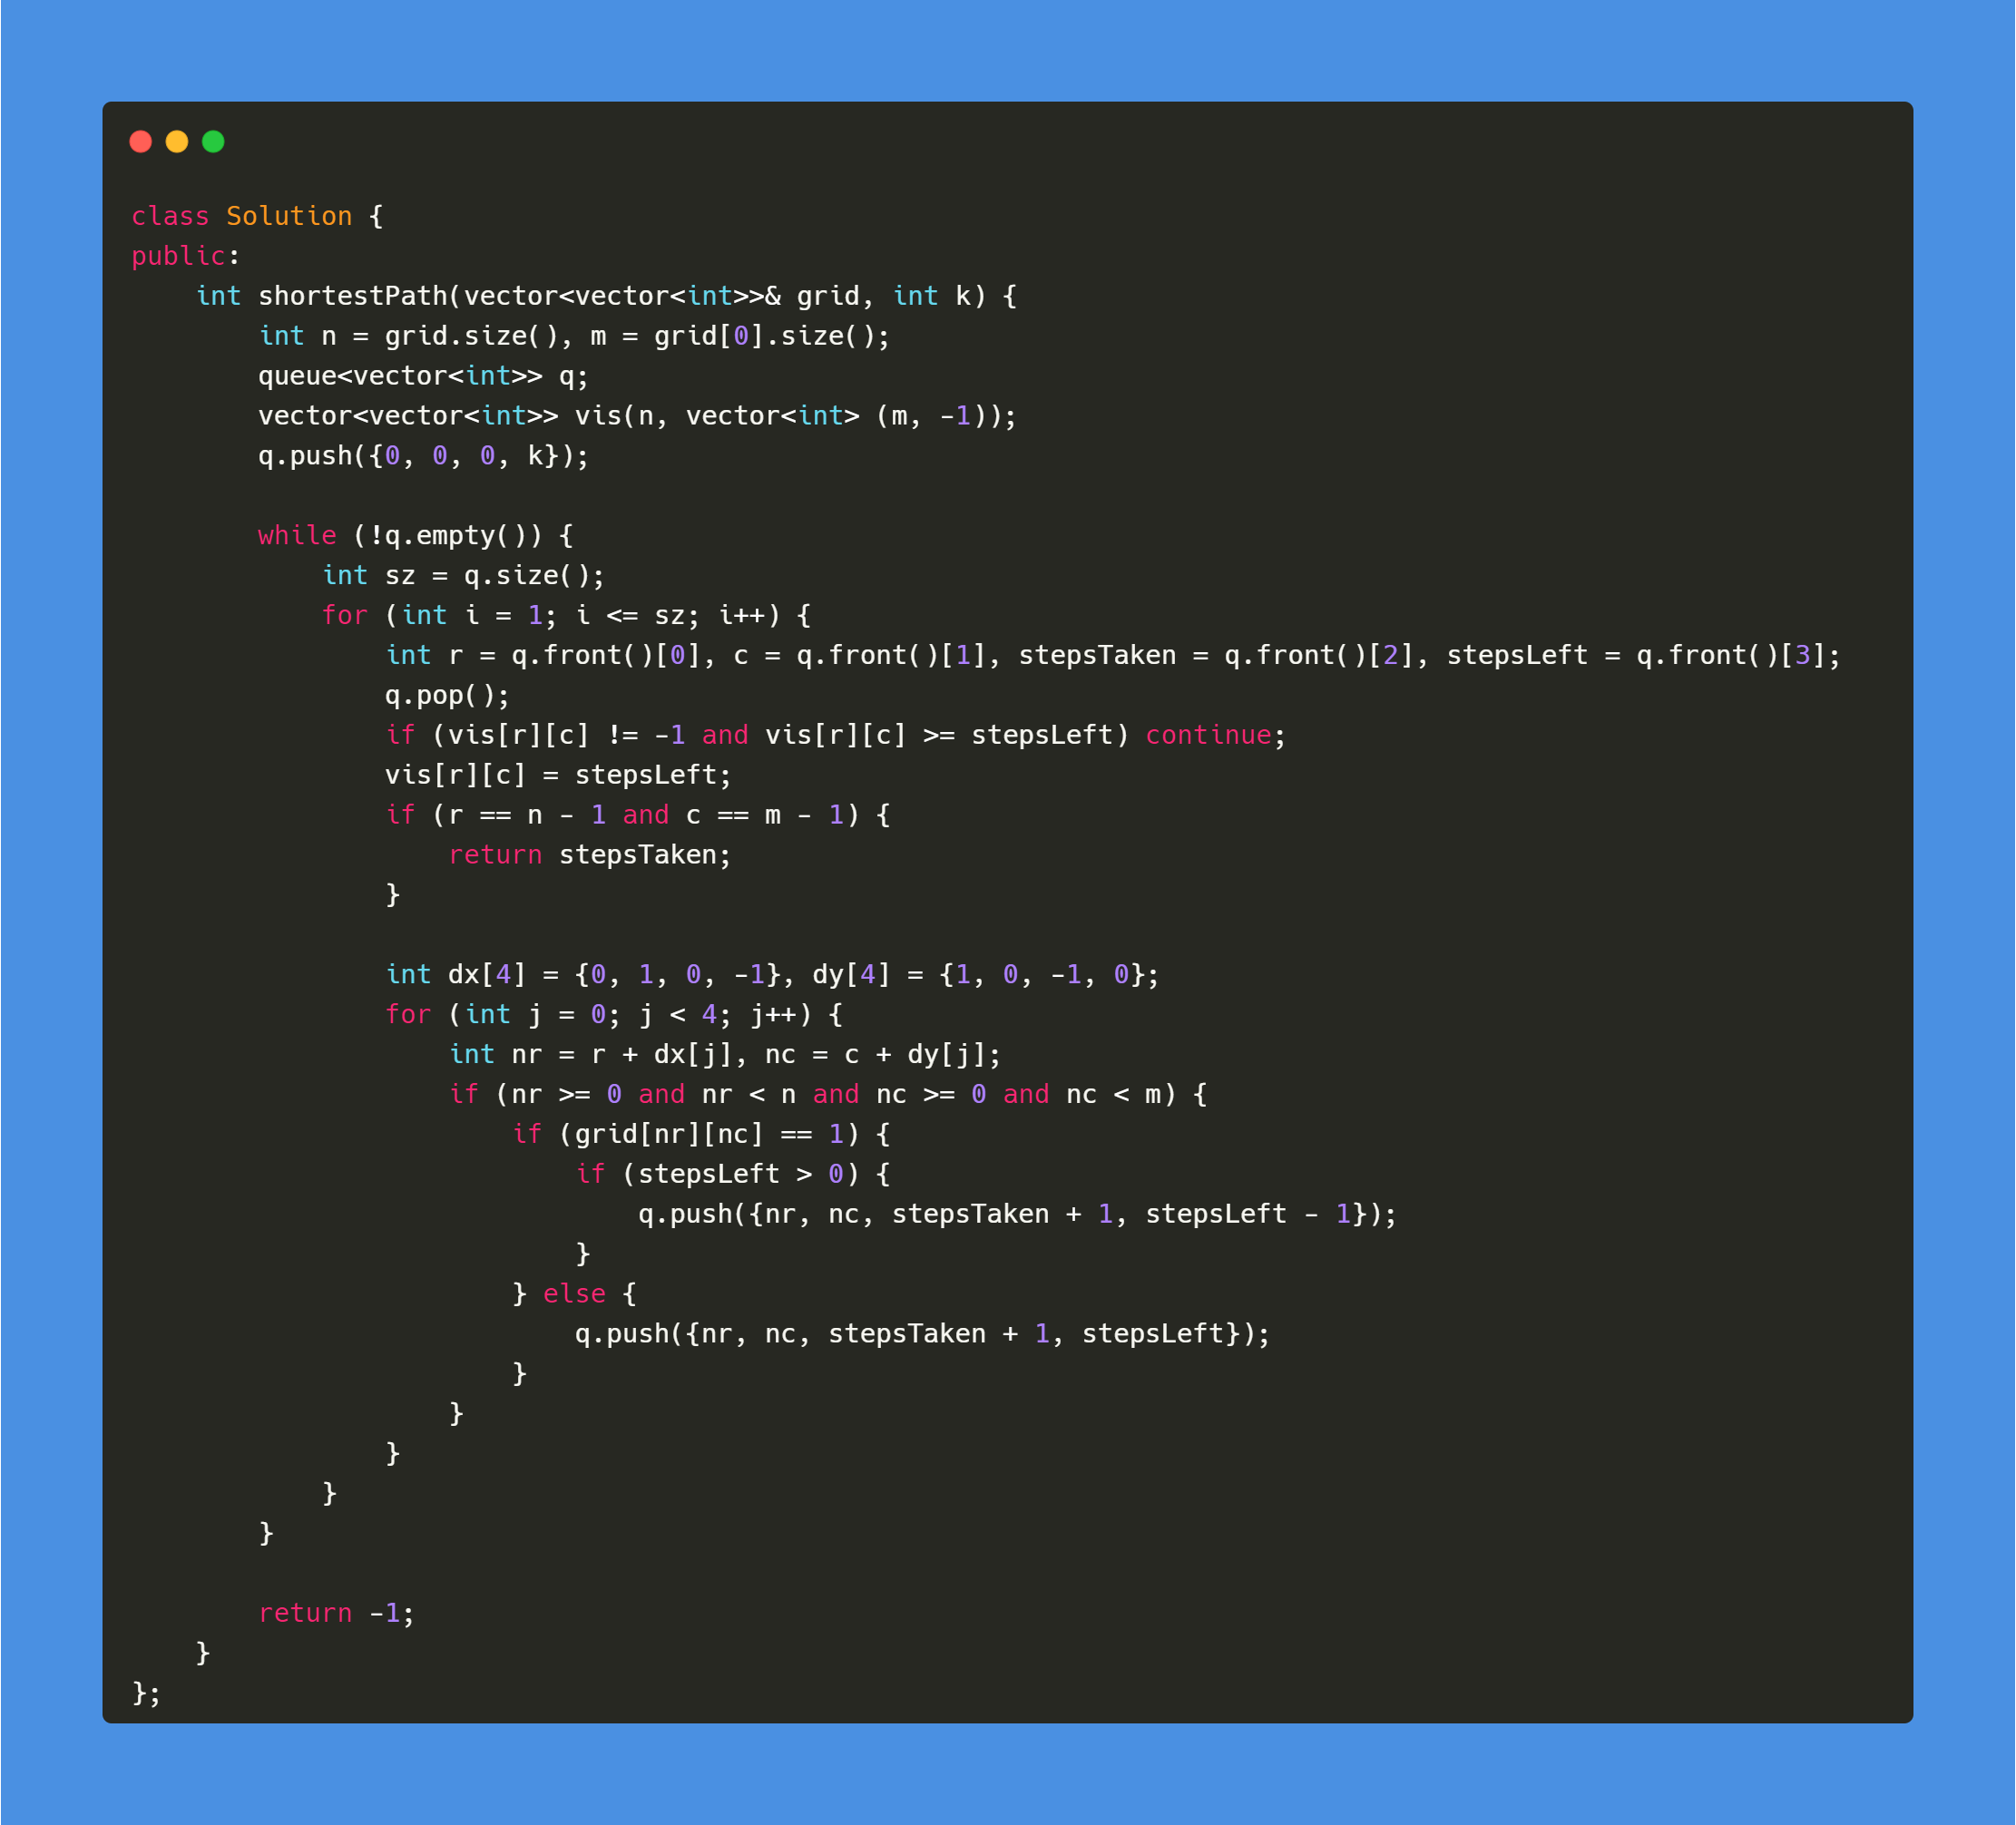 class Solution {
public:
    int shortestPath(vector<vector<int>>& grid, int k) {
        int n = grid.size(), m = grid[0].size();
        queue<vector<int>> q;
        vector<vector<int>> vis(n, vector<int> (m, -1));
        q.push({0, 0, 0, k});

        while (!q.empty()) {
            int sz = q.size();
            for (int i = 1; i <= sz; i++) {
                int r = q.front()[0], c = q.front()[1], stepsTaken = q.front()[2], stepsLeft = q.front()[3];
                q.pop();
                if (vis[r][c] != -1 and vis[r][c] >= stepsLeft) continue;
                vis[r][c] = stepsLeft;
                if (r == n - 1 and c == m - 1) {
                    return stepsTaken;
                }

                int dx[4] = {0, 1, 0, -1}, dy[4] = {1, 0, -1, 0};
                for (int j = 0; j < 4; j++) {
                    int nr = r + dx[j], nc = c + dy[j];
                    if (nr >= 0 and nr < n and nc >= 0 and nc < m) {
                        if (grid[nr][nc] == 1) {
                            if (stepsLeft > 0) {
                                q.push({nr, nc, stepsTaken + 1, stepsLeft - 1});
                            }
                        } else {
                            q.push({nr, nc, stepsTaken + 1, stepsLeft});
                        }
                    }
                }
            }
        }

        return -1;
    }
};